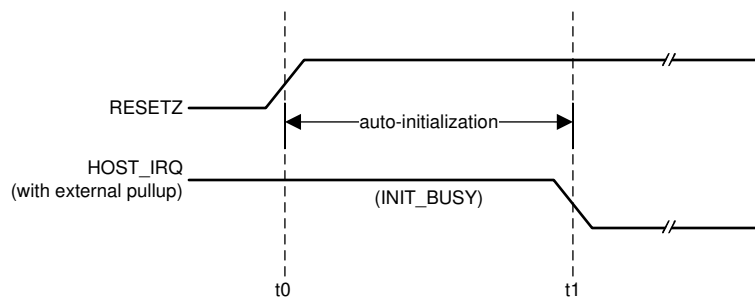 RESETZ
auto-initialization
HOST_IRQ
(with external pullup)
(INIT_BUSY)
t0
t1